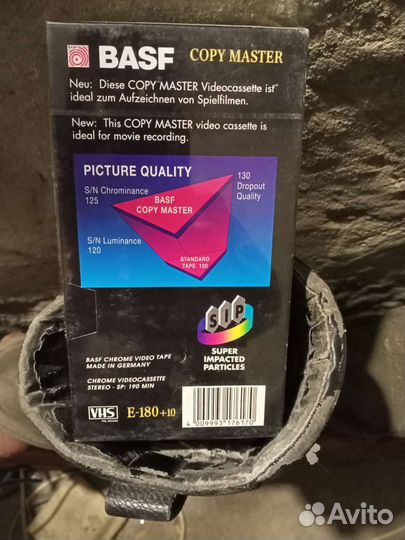 BASF COPY MASTER
Neu: Diese COPY MASTER Videocassette ist
ideal zum Aufzeichnen von Spielfilmen.
New: This COPY MASTER video cassette is
ideal for movie recording.
PICTURE QUALITY
S/N Chrominance
125
130
Dropout
Quality
BASF
COPY MASTER
S/N Luminance
120
STANDARD
TAPE 100
SIP
SUPER
IMPACTED
PARTICLES
BASF CHROME VIDEO TAPE
MADE IN GERMANY
CHROME VIDEOCASSETTE
STEREO · SP: 190 MIN
VHS E-180+10
4 009993 176170
Avito